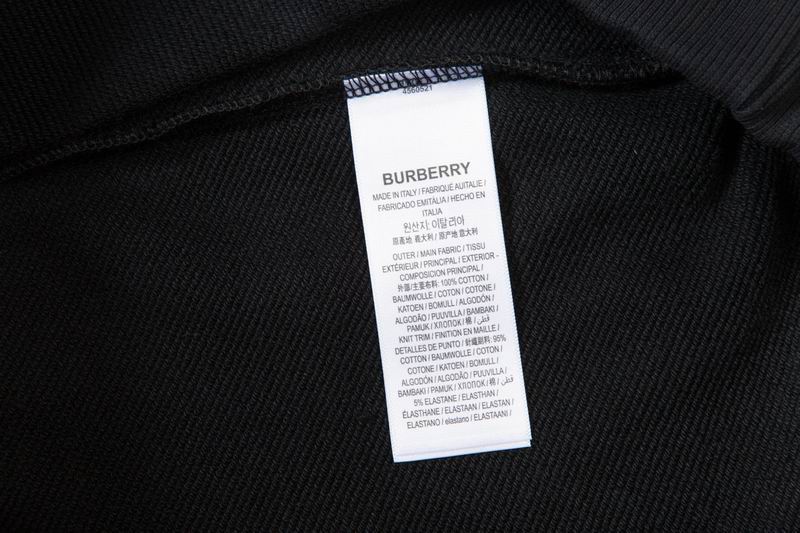 4560521
BURBERRY
MADE IN ITALY / FABRIQUÉ AUITALIE /
FABRICADO EMITÀLIA / HECHO EN
ITALIA
원산지: 이탈리아
原產地: 義大利 / 原产地 意大利
OUTER / MAIN FABRIC / TISSU
EXTÉRIEUR / PRINCIPAL / EXTERIOR -
COMPOSICION PRINCIPAL /
外層/主要布料: 100% COTTON /
BAUMWOLLE / COTON / COTONE /
KATOEN / BOMULL / ALGODÓN /
ALGODÃO / PUUVILLA / BAMBAKI /
PAMUK / ХЛОПОК / 棉 / قطن /
KNIT TRIM / FINITION EN MAILLE /
DETALLES DE PUNTO / 針織副料: 95%
COTTON / BAUMWOLLE / COTON /
COTONE / KATOEN / BOMULL /
ALGODÓN / ALGODÃO / PUUVILLA /
BAMBAKI / PAMUK / ХЛОПОК / 棉 / قطن /
5% ELASTANE / ELASTHAN /
ÉLASTHANE / ELASTAAN / ELASTAN /
ELASTANO / elastano / ELASTAANI /